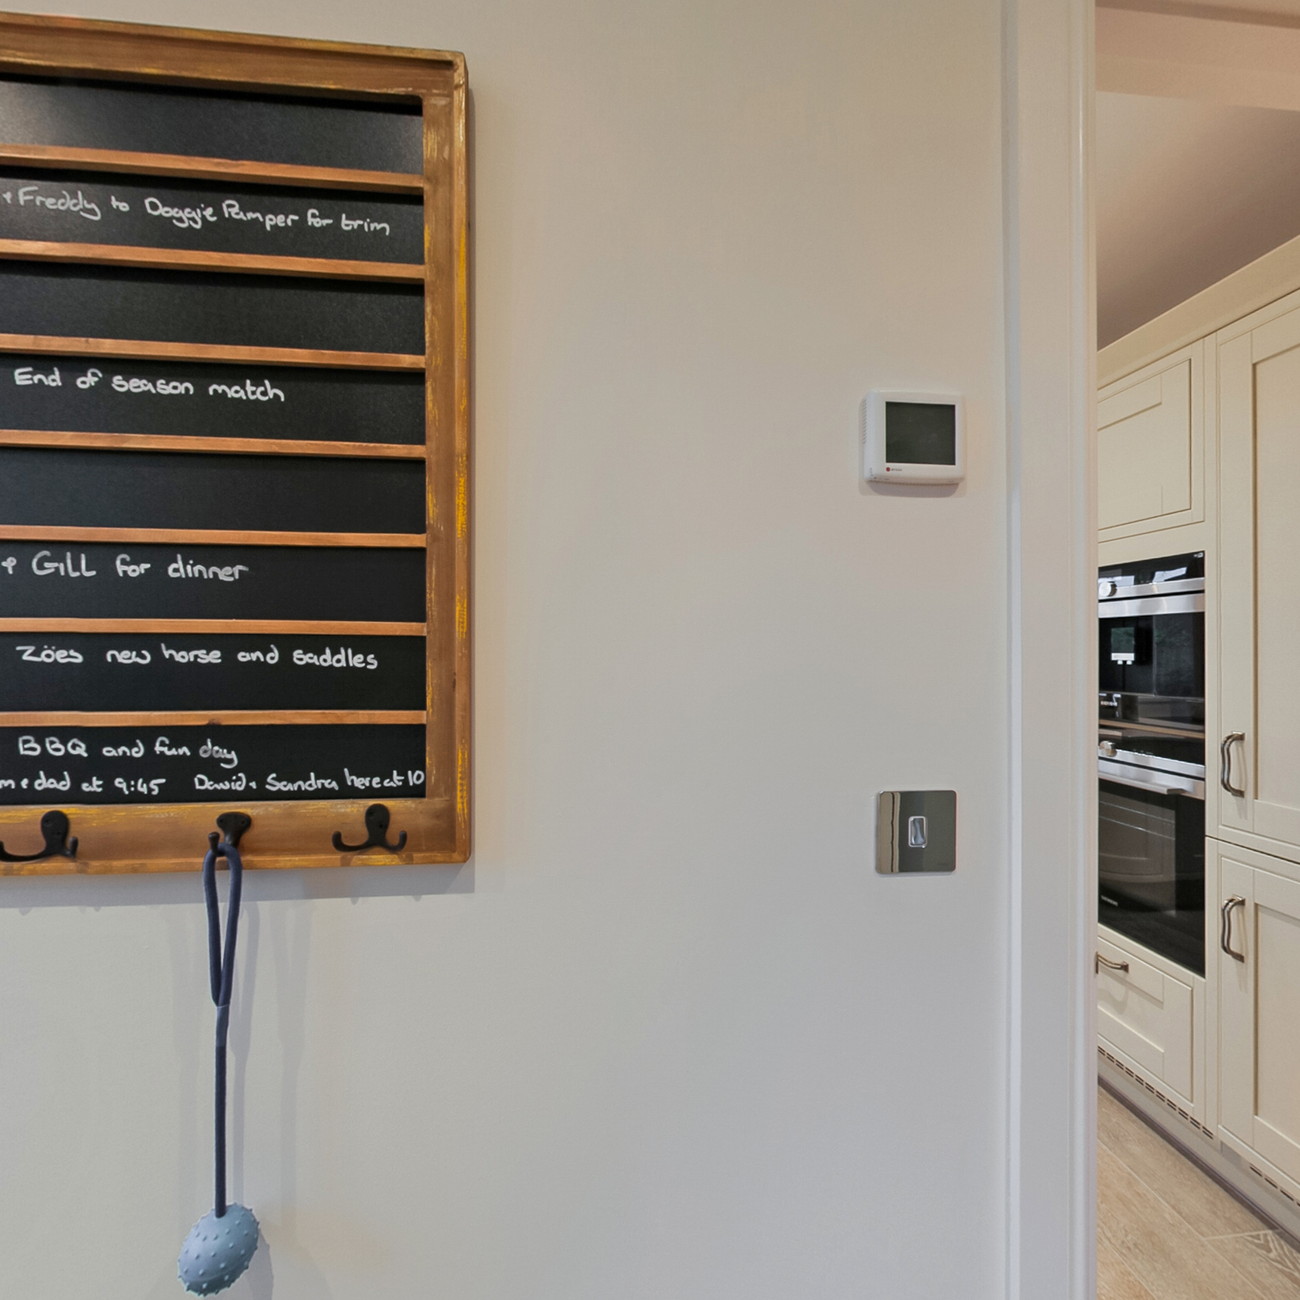 + Freddy to Doggie Pamper for trim
End of season match
+ GILL for dinner
Zöes new horse and saddles
BBQ and fun day
m + dad at 9:45 David + Sandra here at 10